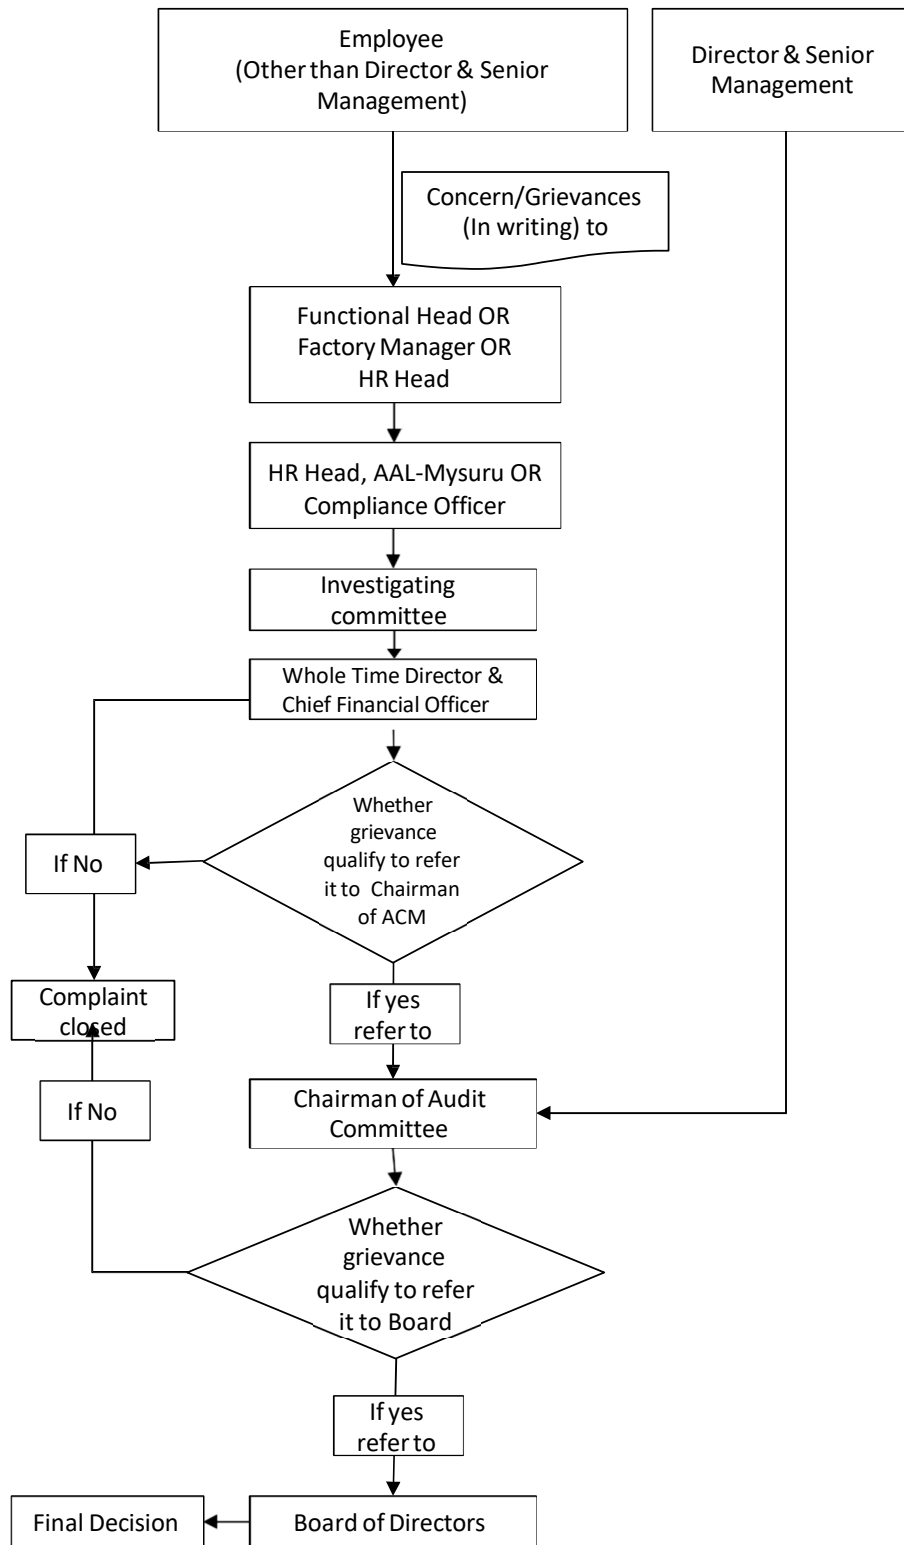 Employee
(Other than Director & Senior
Management)
Director & Senior
Management
Concern/Grievances
(In writing) to
Functional Head OR
Factory Manager OR
HR Head
HR Head, AAL-Mysuru OR
Compliance Officer
Investigating
committee
Whole Time Director &
Chief Financial Officer
Whether
grievance
qualify to refer
it to Chairman
of ACM
If No
Complaint
closed
If yes
refer to
If No
Chairman of Audit
Committee
Whether
grievance
qualify to refer
it to Board
If yes
refer to
Final Decision
Board of Directors